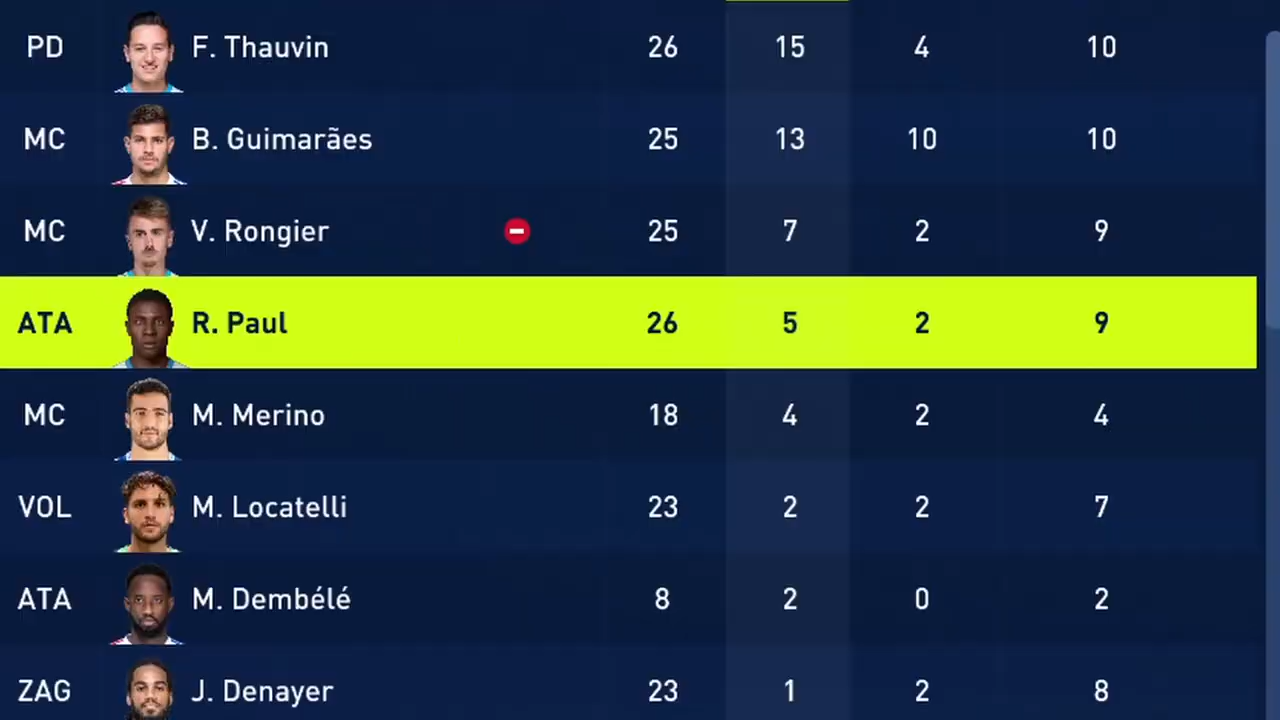 PD F. Thauvin 26 15 4 10
MC B. Guimarães 25 13 10 10
MC V. Rongier 25 7 2 9
ATA R. Paul 26 5 2 9
MC M. Merino 18 4 2 4
VOL M. Locatelli 23 2 2 7
ATA M. Dembélé 8 2 0 2
ZAG J. Denayer 23 1 2 8